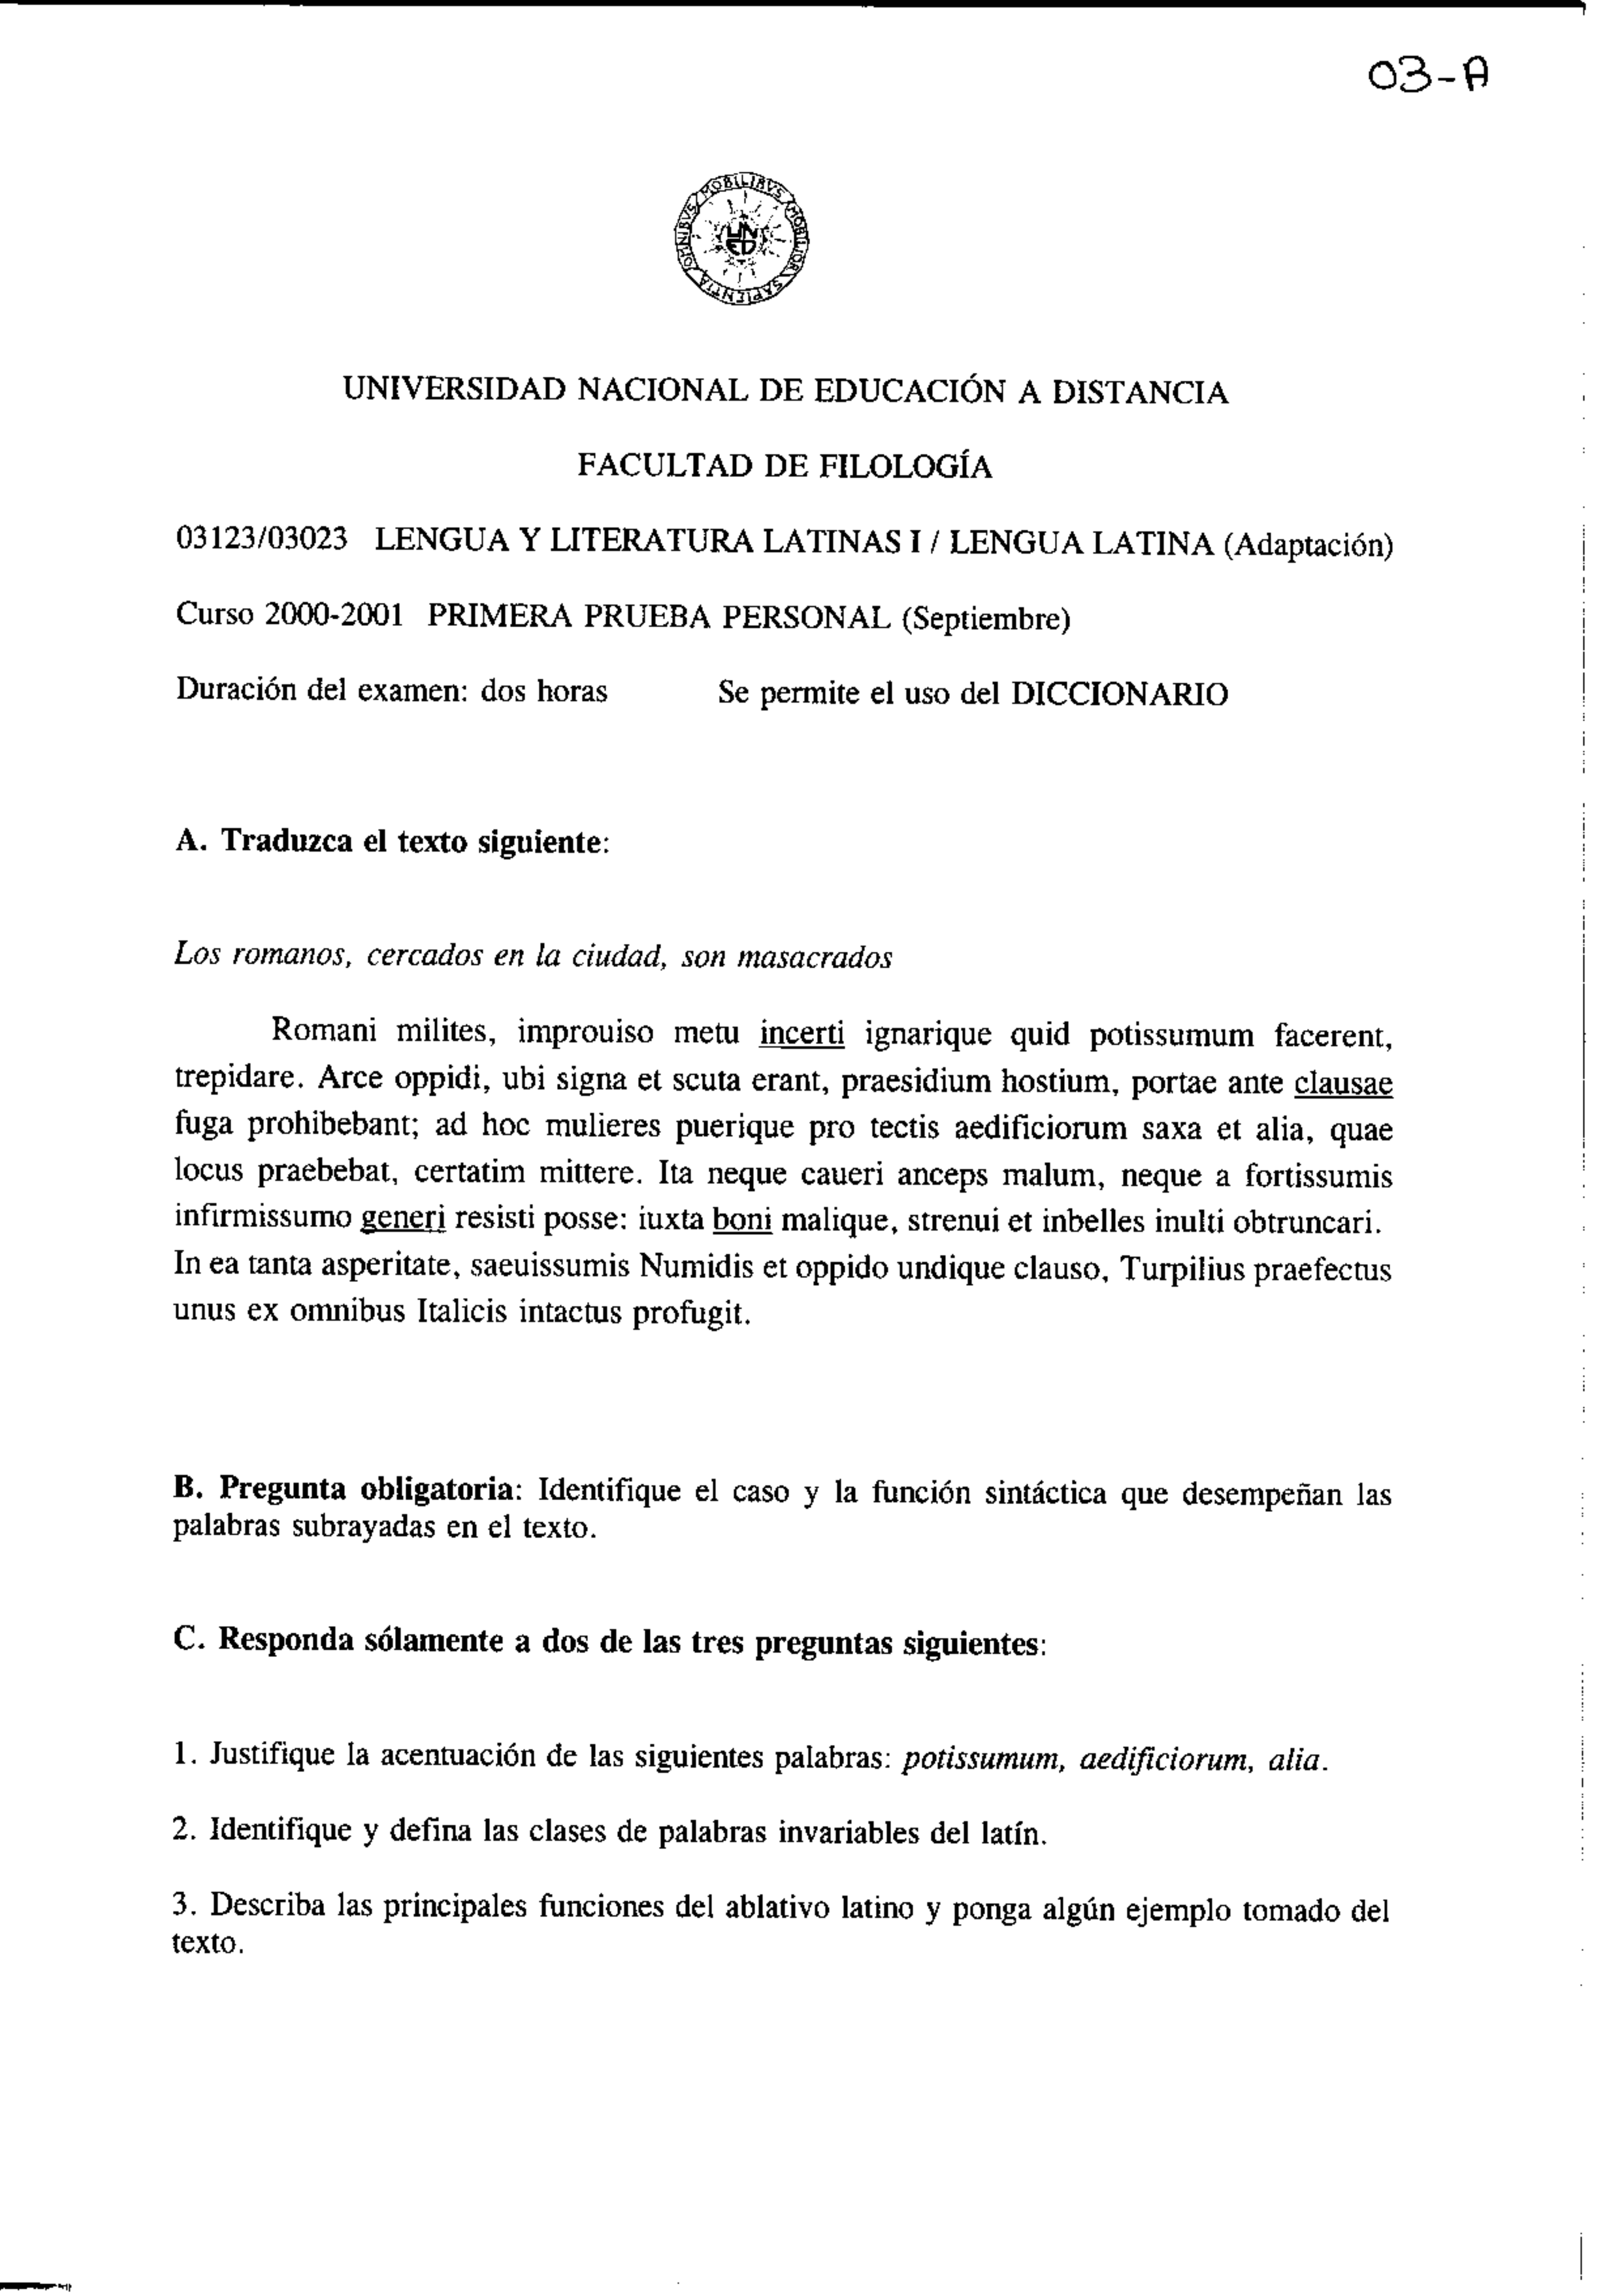 03-A
OMNIBVS MOBILIBVS MOBILIOR SAPIENTIA
UNED
UNIVERSIDAD NACIONAL DE EDUCACIÓN A DISTANCIA
FACULTAD DE FILOLOGÍA
03123/03023 LENGUA Y LITERATURA LATINAS I / LENGUA LATINA (Adaptación)
Curso 2000-2001 PRIMERA PRUEBA PERSONAL (Septiembre)
Duración del examen: dos horas Se permite el uso del DICCIONARIO
A. Traduzca el texto siguiente:
Los romanos, cercados en la ciudad, son masacrados
Romani milites, improuiso metu incerti ignarique quid potissumum facerent,
trepidare. Arce oppidi, ubi signa et scuta erant, praesidium hostium, portae ante clausae
fuga prohibebant; ad hoc mulieres puerique pro tectis aedificiorum saxa et alia, quae
locus praebebat, certatim mittere. Ita neque caueri anceps malum, neque a fortissumis
infirmissumo generi resisti posse: iuxta boni malique, strenui et inbelles inulti obtruncari.
In ea tanta asperitate, saeuissumis Numidis et oppido undique clauso, Turpilius praefectus
unus ex omnibus Italicis intactus profugit.
B. Pregunta obligatoria: Identifique el caso y la función sintáctica que desempeñan las
palabras subrayadas en el texto.
C. Responda sólamente a dos de las tres preguntas siguientes:
1. Justifique la acentuación de las siguientes palabras: potissumum, aedificiorum, alia.
2. Identifique y defina las clases de palabras invariables del latín.
3. Describa las principales funciones del ablativo latino y ponga algún ejemplo tomado del
texto.